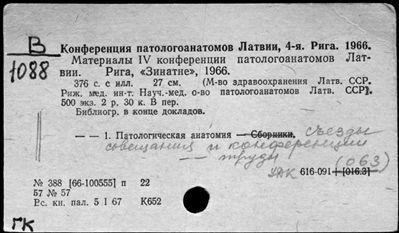 В
1088
Конференция патологоанатомов Латвии, 4-я. Рига. 1966.
Материалы IV конференции патологоанатомов Лат-
вии. Рига, «Зинатне», 1966.
376 с. с илл. 27 см. (М-во здравоохранения Латв. ССР.
Риж. мед. ин-т. Науч.-мед. о-во патологоанатомов Латв. ССР).
500 экз. 2 р. 30 к. В пер.
Библиогр. в конце докладов.
— — 1. Патологическая анатомия — Сборники, съезды
совещания и конференции
— труды
(063)
УДК 616-091+[016.3]
№ 388 [66-100555] п 22
57 № 57
Вс. кн. пал. 5 I 67 К652
ГК